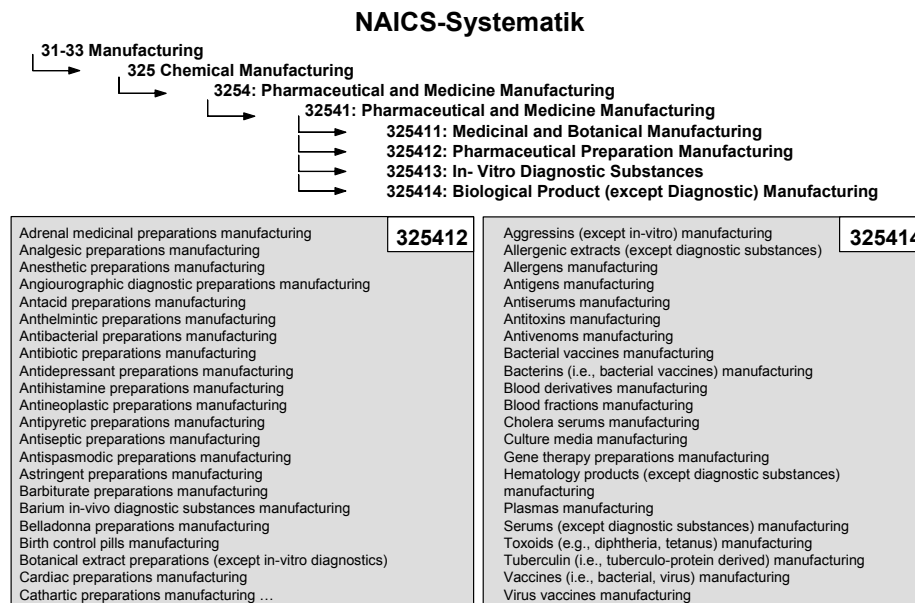 NAICS-Systematik
31-33 Manufacturing
325 Chemical Manufacturing
3254: Pharmaceutical and Medicine Manufacturing
32541: Pharmaceutical and Medicine Manufacturing
325411: Medicinal and Botanical Manufacturing
325412: Pharmaceutical Preparation Manufacturing
325413: In- Vitro Diagnostic Substances
325414: Biological Product (except Diagnostic) Manufacturing
325412
Adrenal medicinal preparations manufacturing
Analgesic preparations manufacturing
Anesthetic preparations manufacturing
Angiourographic diagnostic preparations manufacturing
Antacid preparations manufacturing
Anthelmintic preparations manufacturing
Antibacterial preparations manufacturing
Antibiotic preparations manufacturing
Antidepressant preparations manufacturing
Antihistamine preparations manufacturing
Antineoplastic preparations manufacturing
Antipyretic preparations manufacturing
Antiseptic preparations manufacturing
Antispasmodic preparations manufacturing
Astringent preparations manufacturing
Barbiturate preparations manufacturing
Barium in-vivo diagnostic substances manufacturing
Belladonna preparations manufacturing
Birth control pills manufacturing
Botanical extract preparations (except in-vitro diagnostics)
Cardiac preparations manufacturing
Cathartic preparations manufacturing …
325414
Aggressins (except in-vitro) manufacturing
Allergenic extracts (except diagnostic substances)
Allergens manufacturing
Antigens manufacturing
Antiserums manufacturing
Antitoxins manufacturing
Antivenoms manufacturing
Bacterial vaccines manufacturing
Bacterins (i.e., bacterial vaccines) manufacturing
Blood derivatives manufacturing
Blood fractions manufacturing
Cholera serums manufacturing
Culture media manufacturing
Gene therapy preparations manufacturing
Hematology products (except diagnostic substances)
manufacturing
Plasmas manufacturing
Serums (except diagnostic substances) manufacturing
Toxoids (e.g., diphtheria, tetanus) manufacturing
Tuberculin (i.e., tuberculo-protein derived) manufacturing
Vaccines (i.e., bacterial, virus) manufacturing
Virus vaccines manufacturing